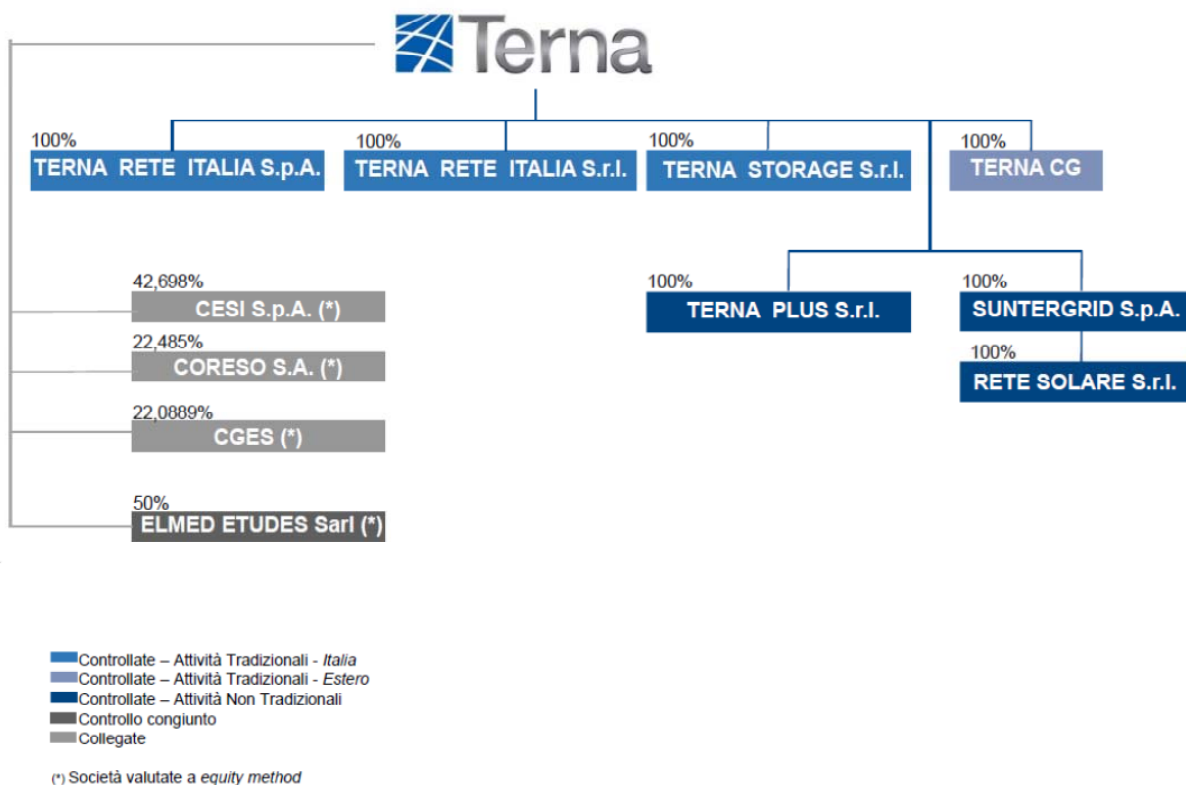 Terna
100%
TERNA RETE ITALIA S.p.A.
100%
TERNA RETE ITALIA S.r.l.
100%
TERNA STORAGE S.r.l.
100%
TERNA CG
42,698%
CESI S.p.A. (*)
22,485%
CORESO S.A. (*)
22,0889%
CGES (*)
50%
ELMED ETUDES Sarl (*)
100%
TERNA PLUS S.r.l.
100%
SUNTERGRID S.p.A.
100%
RETE SOLARE S.r.l.
Controllate – Attività Tradizionali - Italia
Controllate – Attività Tradizionali - Estero
Controllate – Attività Non Tradizionali
Controllo congiunto
Collegate
(*) Società valutate a equity method